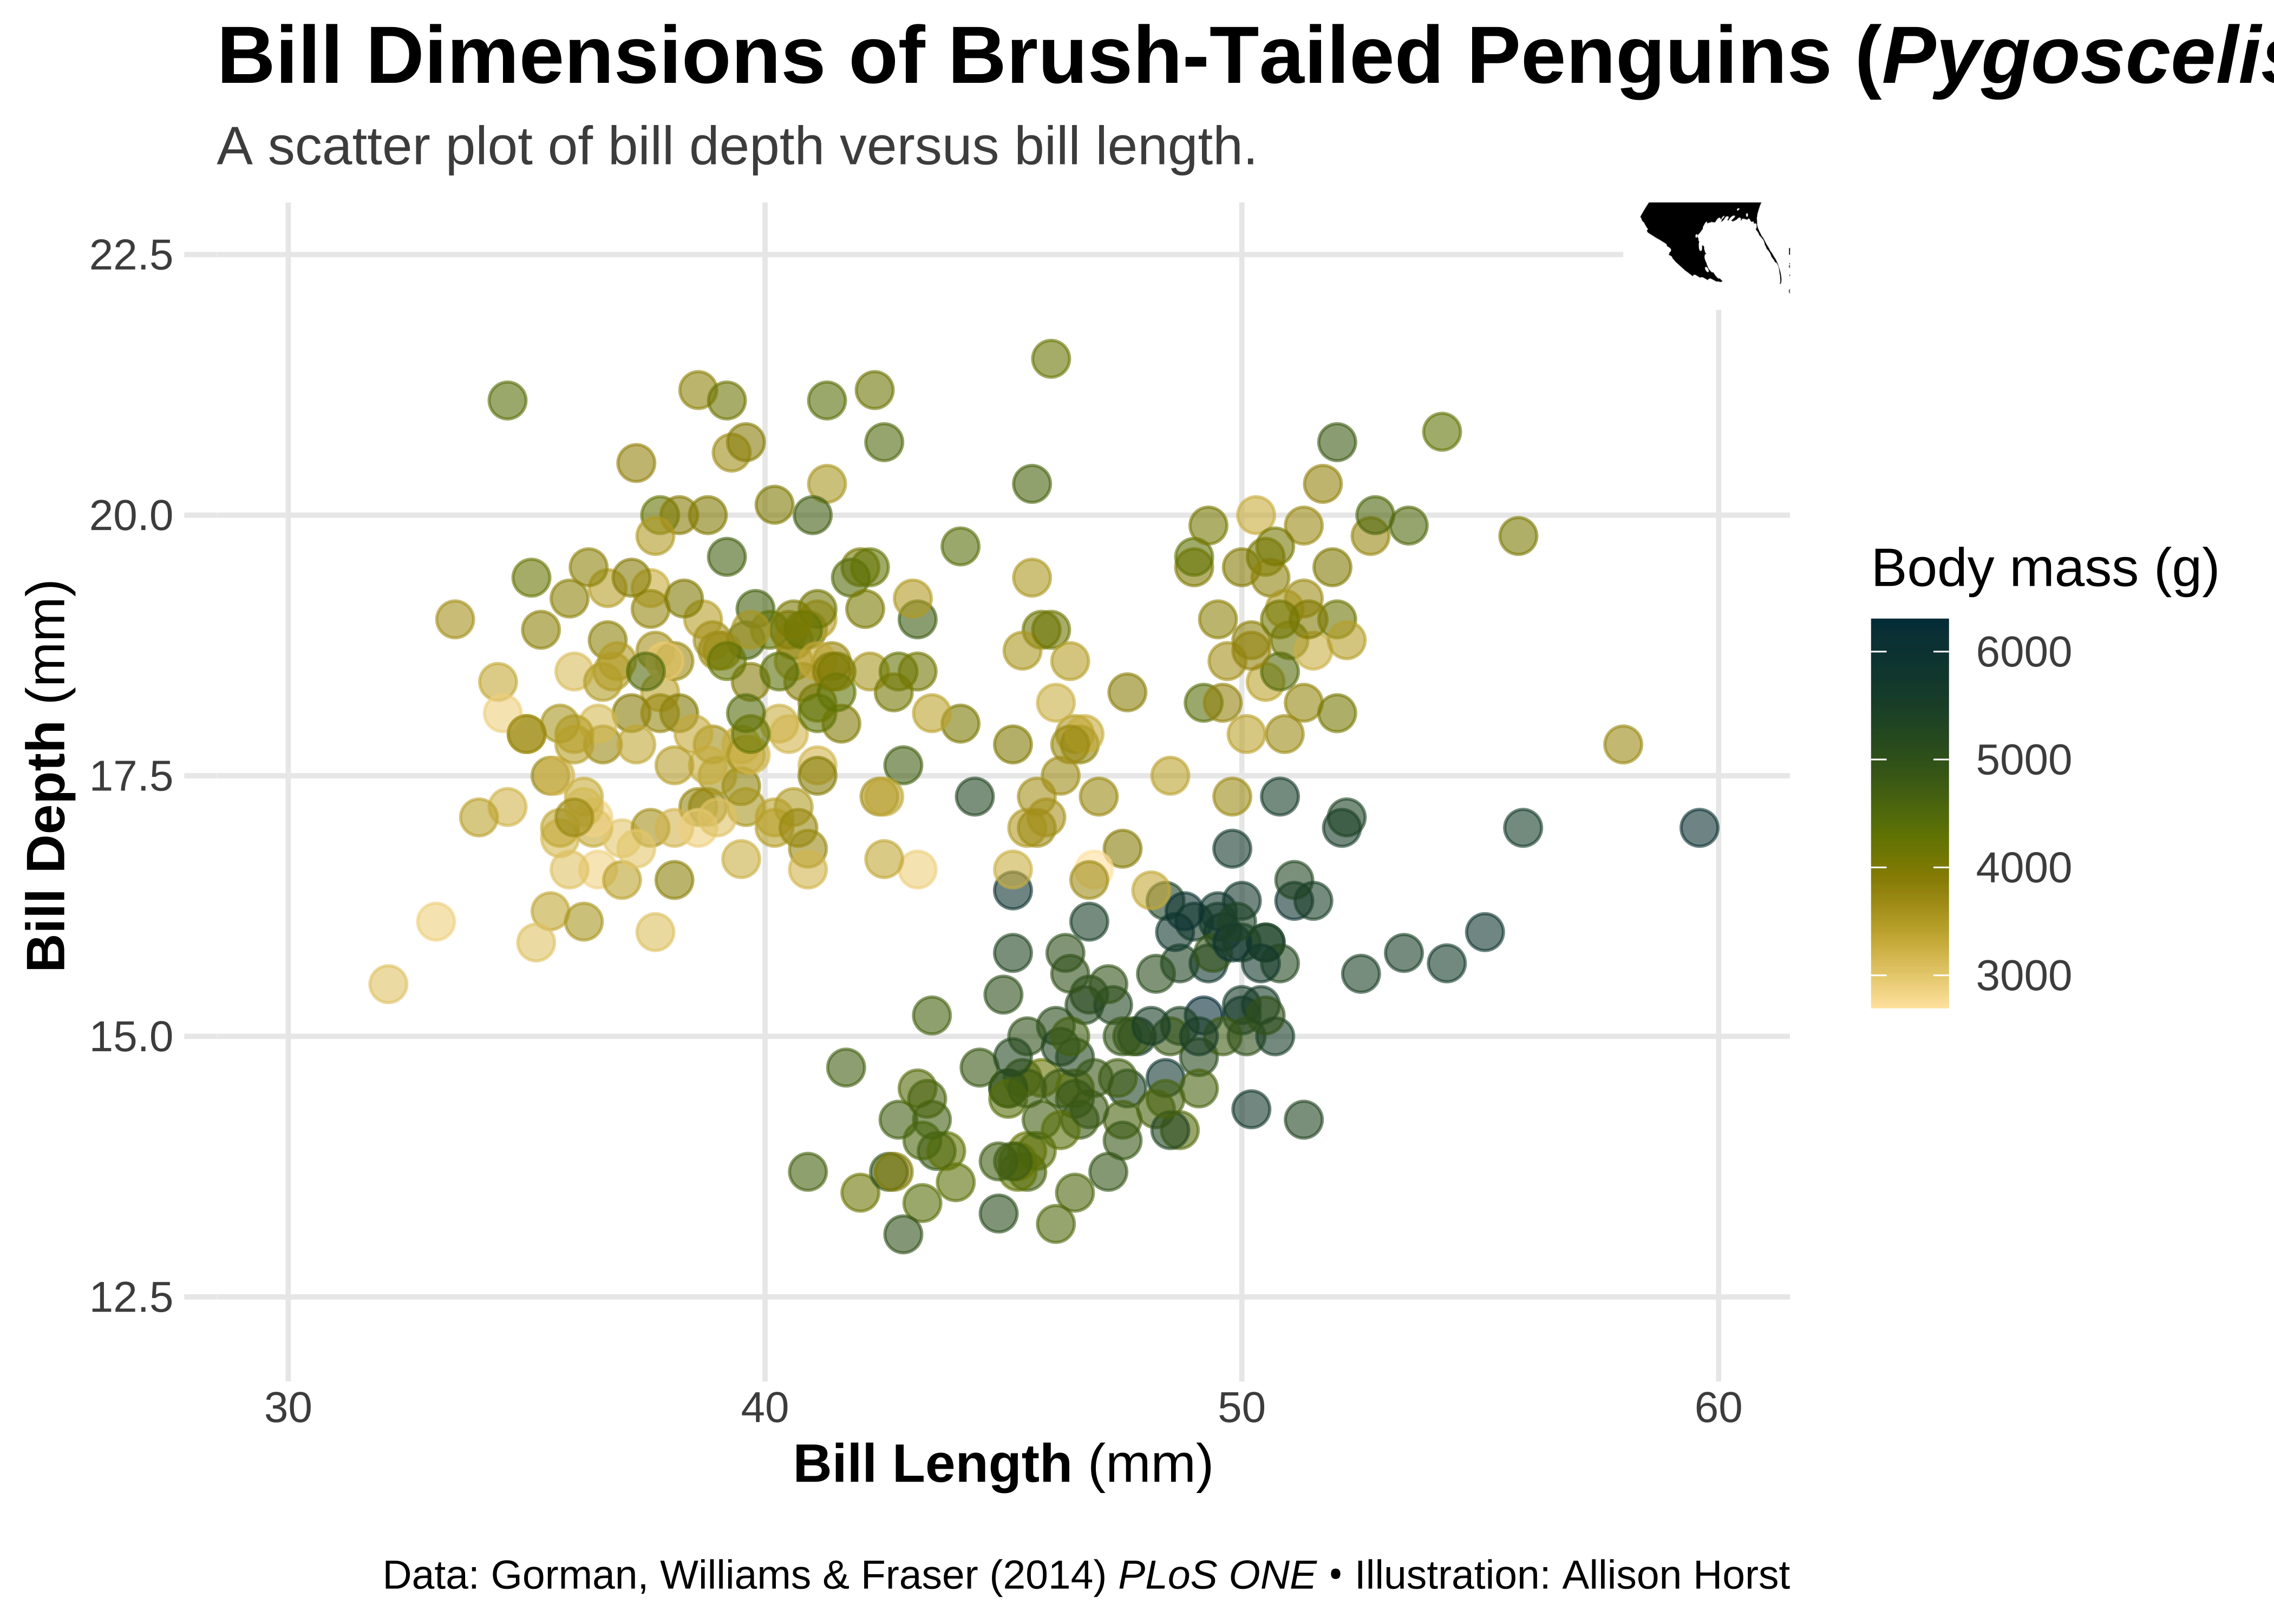 Bill Dimensions of Brush-Tailed Penguins (Pygoscelis
A scatter plot of bill depth versus bill length.
22.5
20.0
17.5
15.0
12.5
Bill Depth (mm)
30 40 50 60
Bill Length (mm)
Body mass (g)
6000
5000
4000
3000
Data: Gorman, Williams & Fraser (2014) PLoS ONE • Illustration: Allison Horst